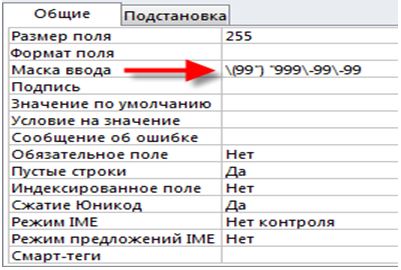 Общие Подстановка
Размер поля 255
Формат поля
Маска ввода \(99") "999\-99\-99
Подпись
Значение по умолчанию
Условие на значение
Сообщение об ошибке
Обязательное поле Нет
Пустые строки Да
Индексированное поле Нет
Сжатие Юникод Да
Режим IME Нет контроля
Режим предложений IME Нет
Смарт-теги